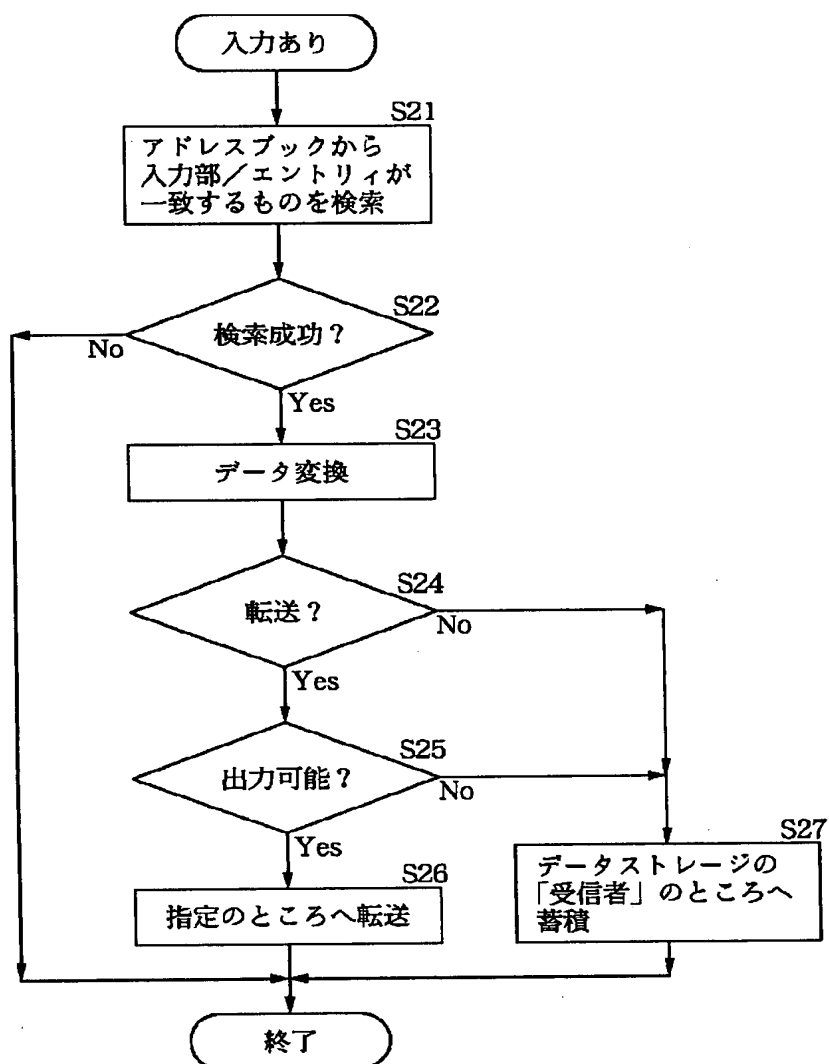 入力あり
S21
アドレスブックから
入力部／エントリィが
一致するものを検索
S22
検索成功？
No
Yes
S23
データ変換
S24
転送？
No
Yes
S25
出力可能？
No
Yes
S26
指定のところへ転送
S27
データストレージの
「受信者」のところへ
蓄積
終了